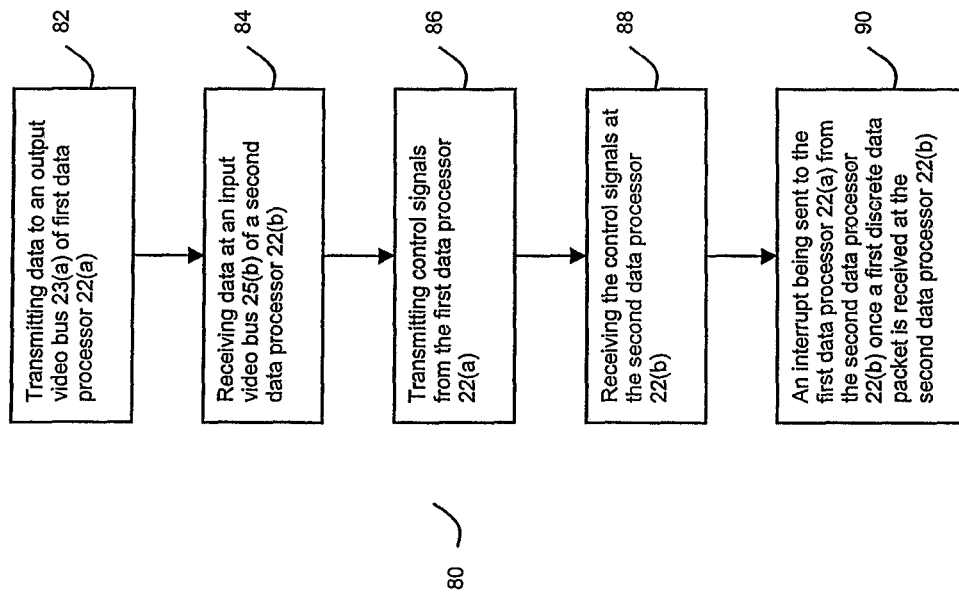 Transmitting data to an output
video bus 23(a) of first data
processor 22(a)
82
Receiving data at an input
video bus 25(b) of a second
data processor 22(b)
84
Transmitting control signals
from the first data processor
22(a)
86
Receiving the control signals at
the second data processor
22(b)
88
An interrupt being sent to the
first data processor 22(a) from
the second data processor
22(b) once a first discrete data
packet is received at the
second data processor 22(b)
90
80